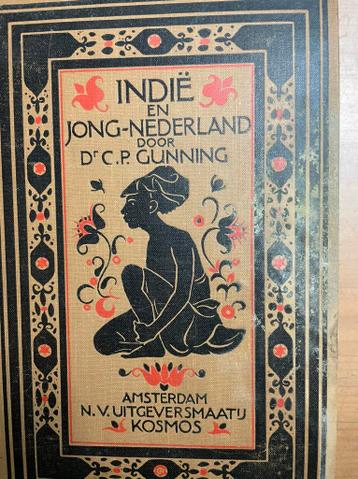 INDIË
EN
JONG-NEDERLAND
DOOR
Dr C.P. GUNNING
AMSTERDAM
N.V. UITGEVERSMAATIJ
KOSMOS